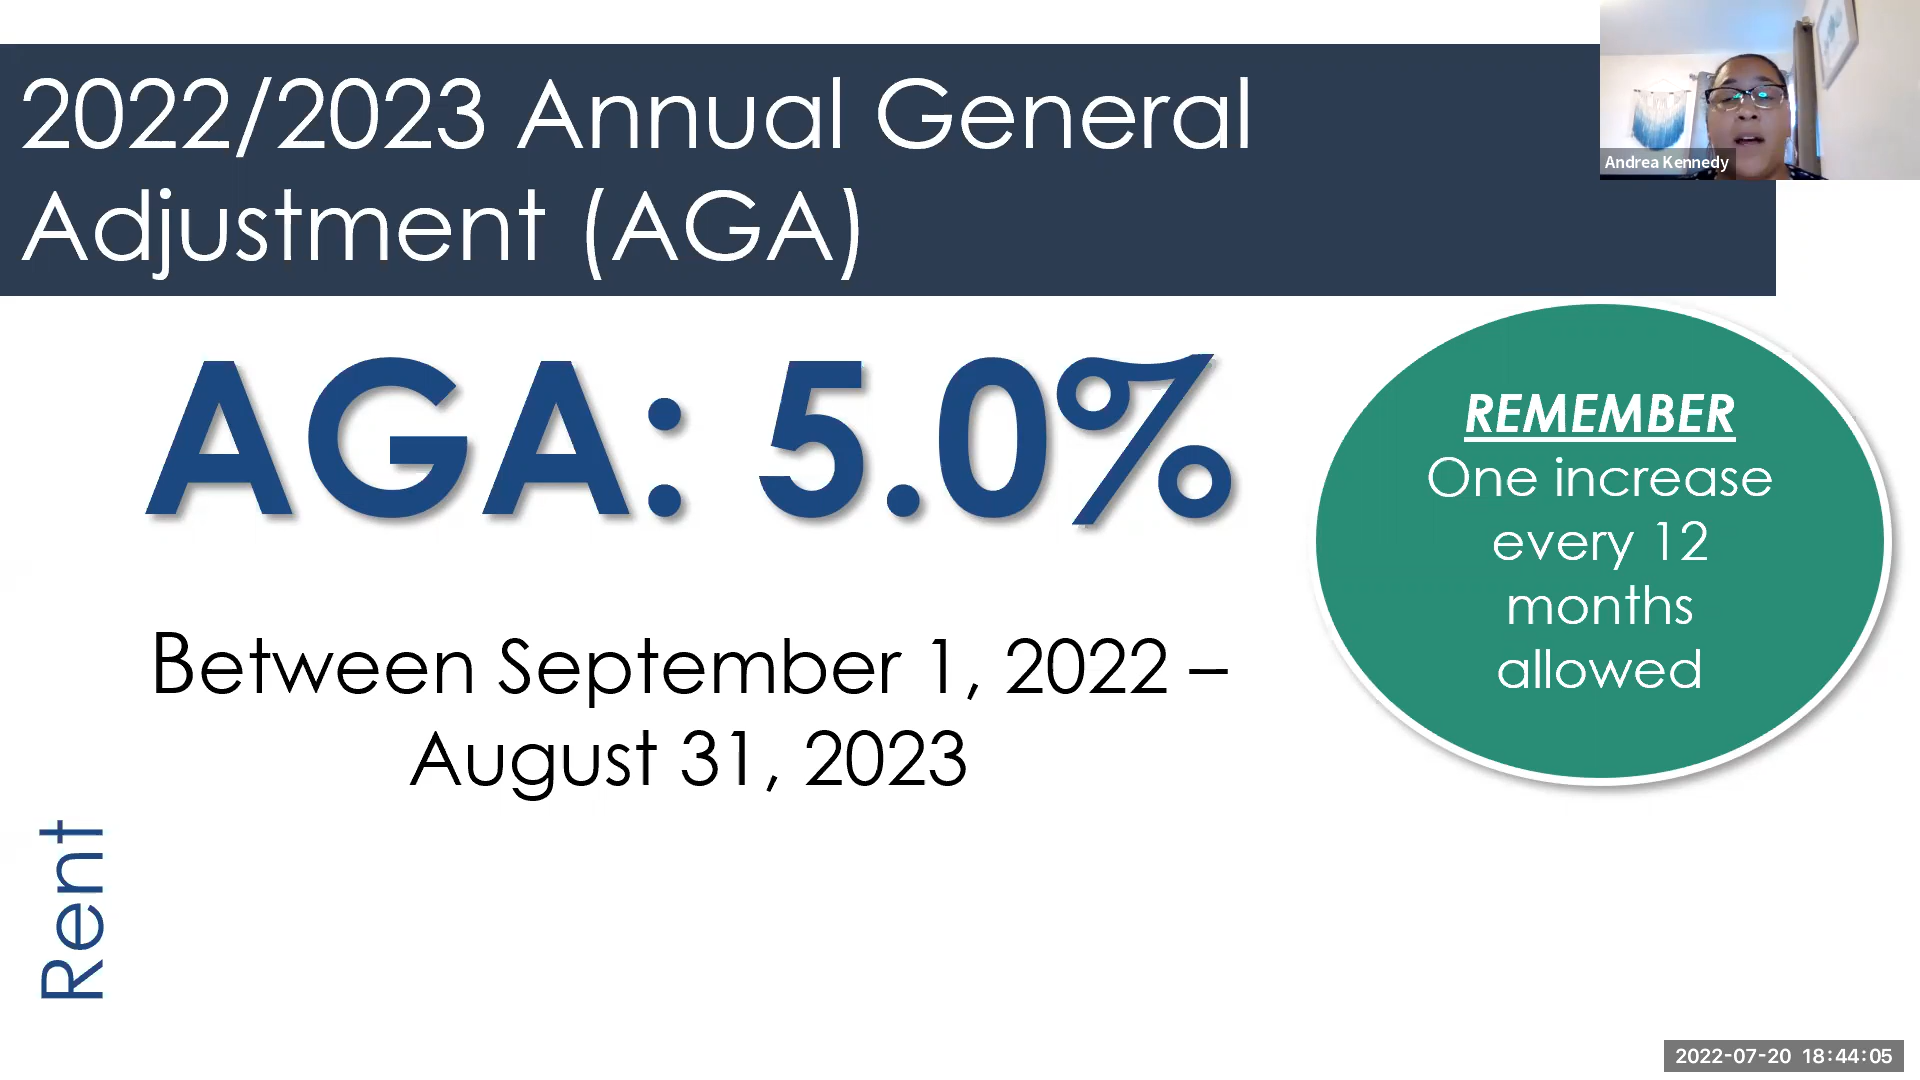 2022/2023 Annual General
Adjustment (AGA)
Andrea Kennedy
AGA: 5.0%
Between September 1, 2022 –
August 31, 2023
REMEMBER
One increase
every 12
months
allowed
Rent
2022-07-20 18:44:05